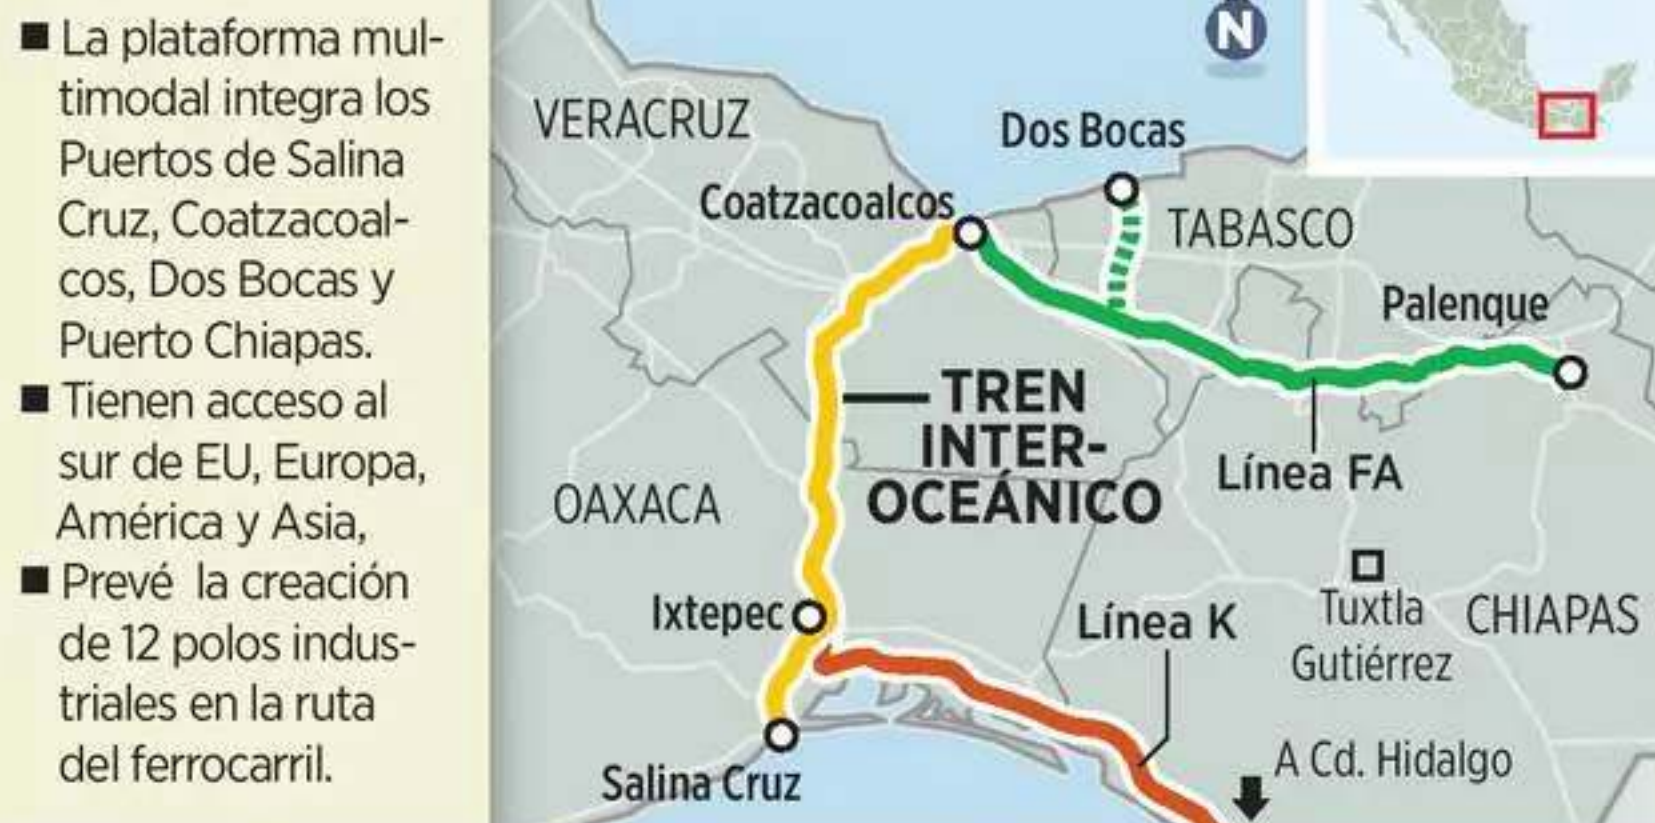 ■ La plataforma mul-
timodal integra los
Puertos de Salina
Cruz, Coatzacoal-
cos, Dos Bocas y
Puerto Chiapas.
■ Tienen acceso al
sur de EU, Europa,
América y Asia,
■ Prevé la creación
de 12 polos indus-
triales en la ruta
del ferrocarril.
N
VERACRUZ
Dos Bocas
Coatzacoalcos
TABASCO
Palenque
TREN
INTER-
OCEÁNICO
Línea FA
OAXACA
Ixtepec
Línea K
Tuxtla
Gutiérrez
CHIAPAS
Salina Cruz
A Cd. Hidalgo